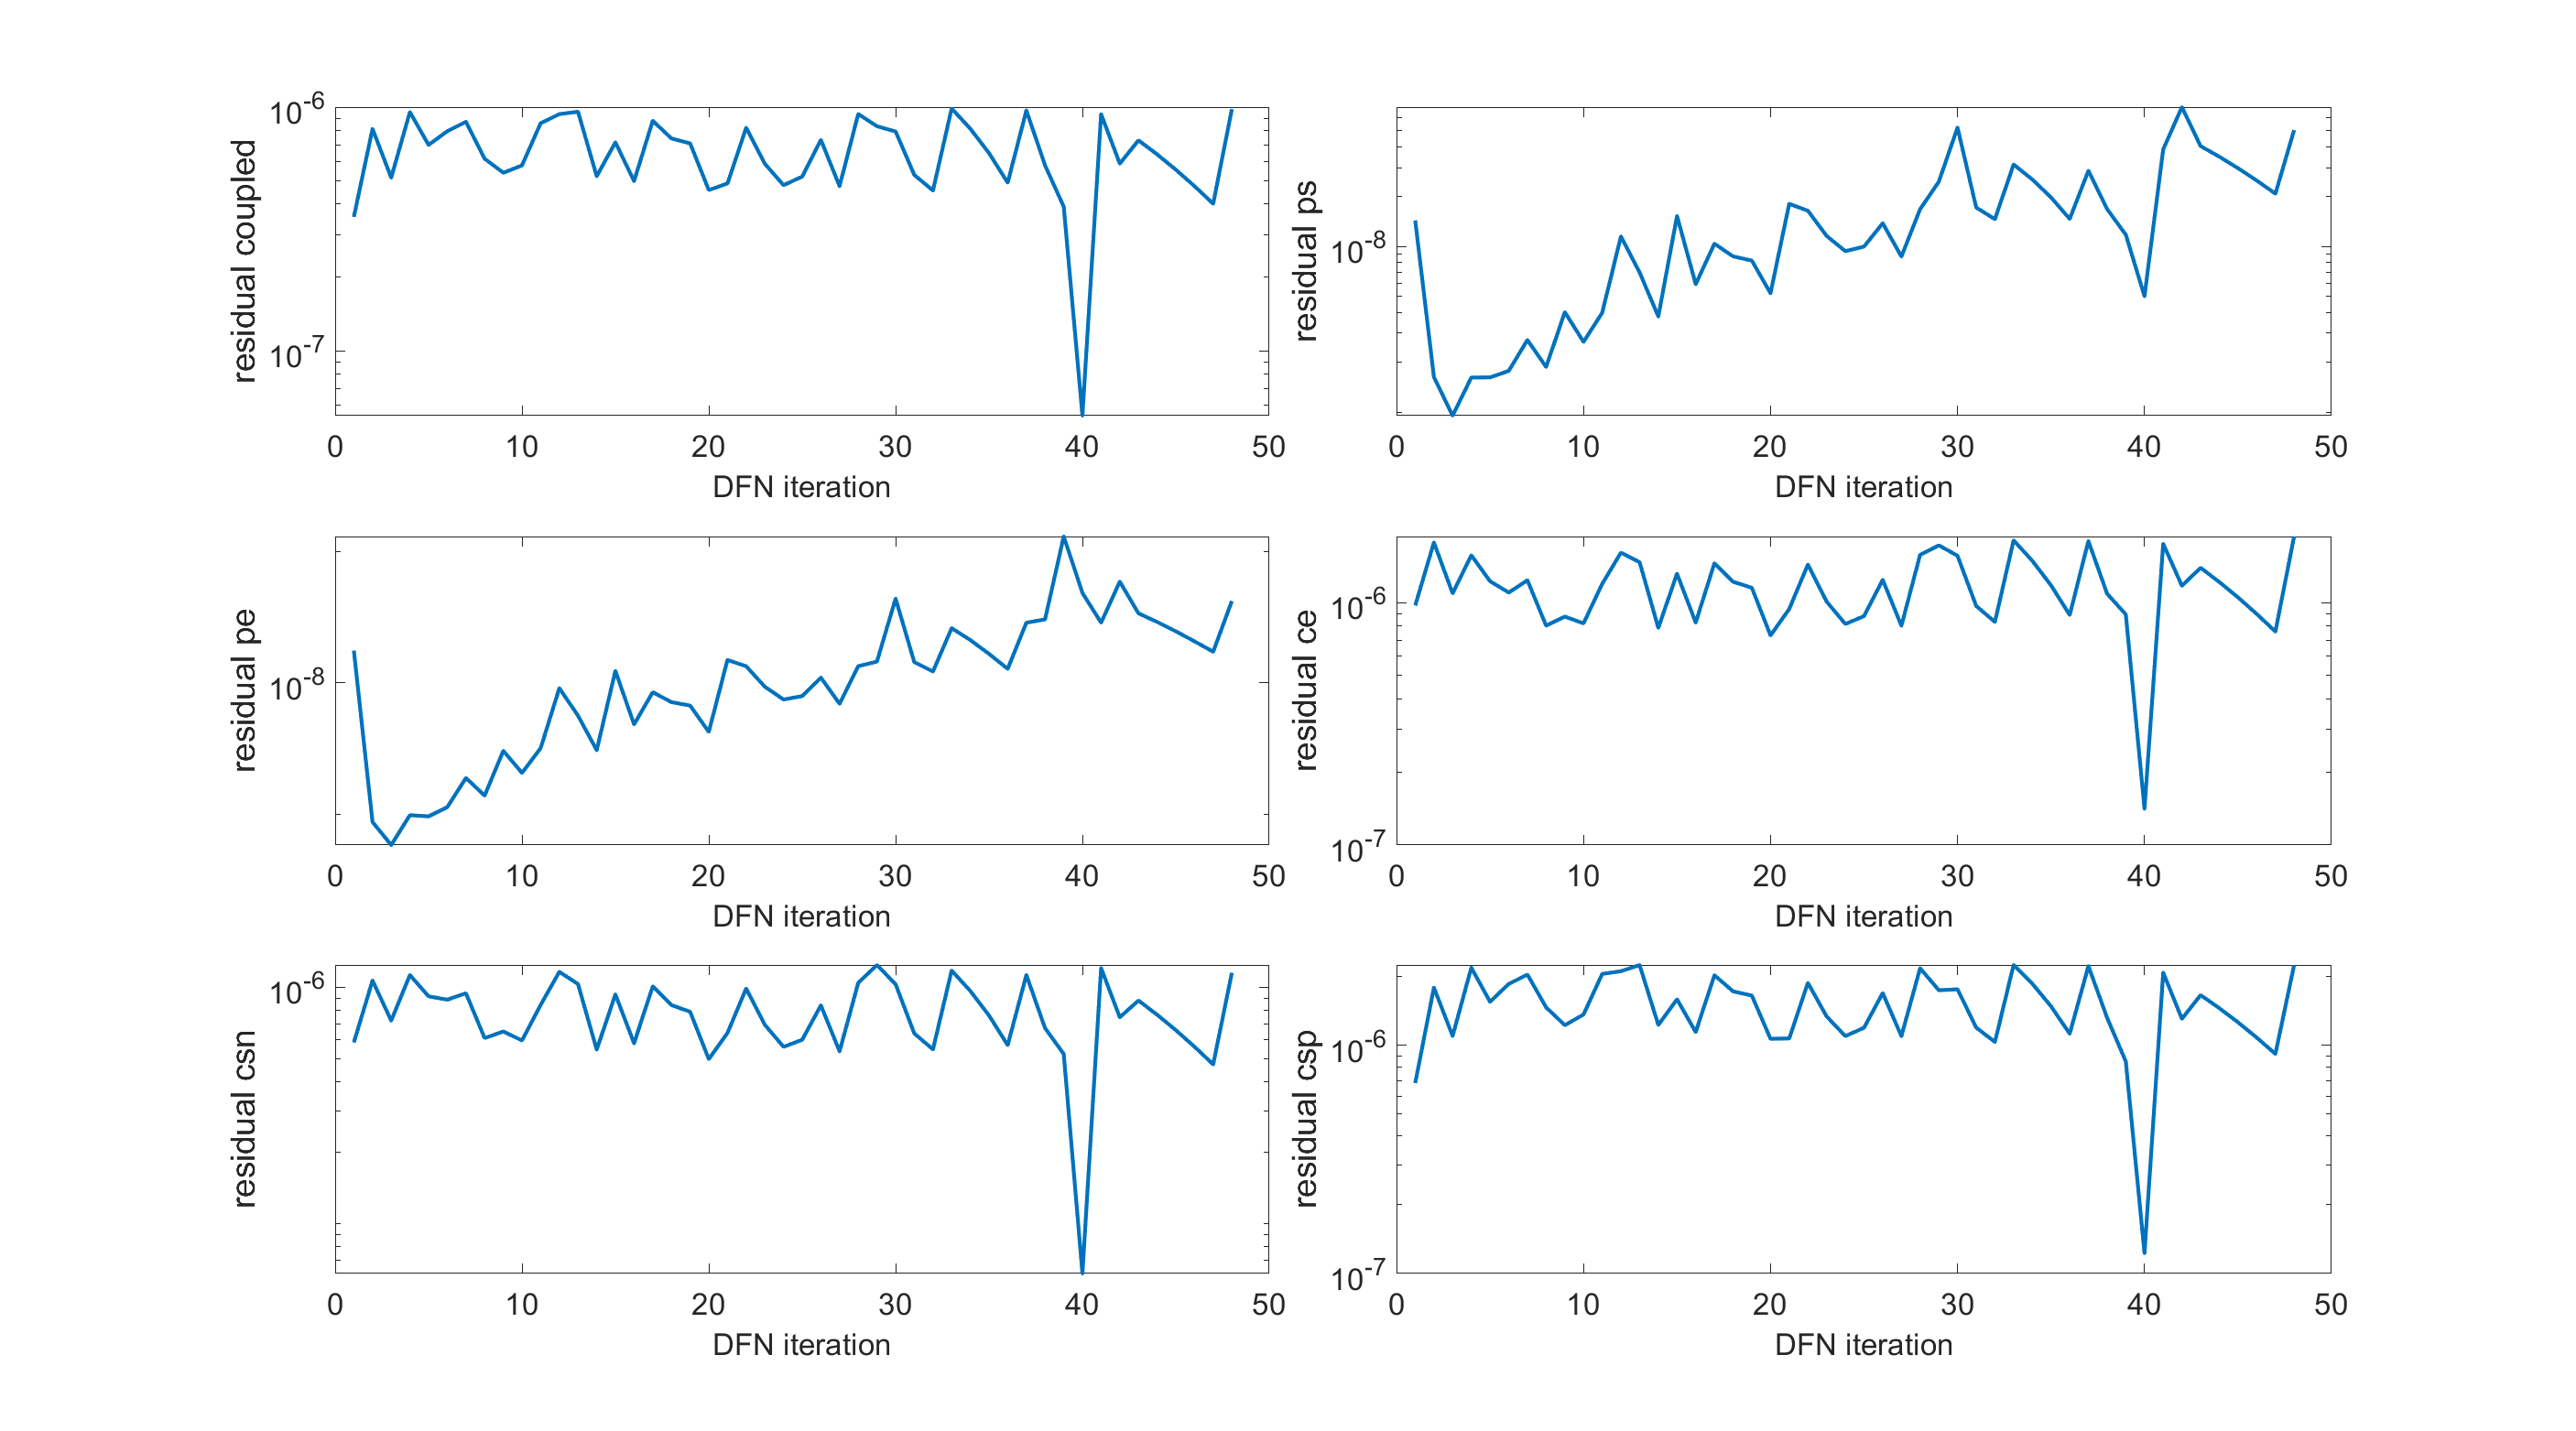 residual coupled
10-6
10-7
0 10 20 30 40 50
DFN iteration
residual ps
10-8
0 10 20 30 40 50
DFN iteration
residual pe
10-8
0 10 20 30 40 50
DFN iteration
residual ce
10-6
10-7
0 10 20 30 40 50
DFN iteration
residual csn
10-6
0 10 20 30 40 50
DFN iteration
residual csp
10-6
10-7
0 10 20 30 40 50
DFN iteration